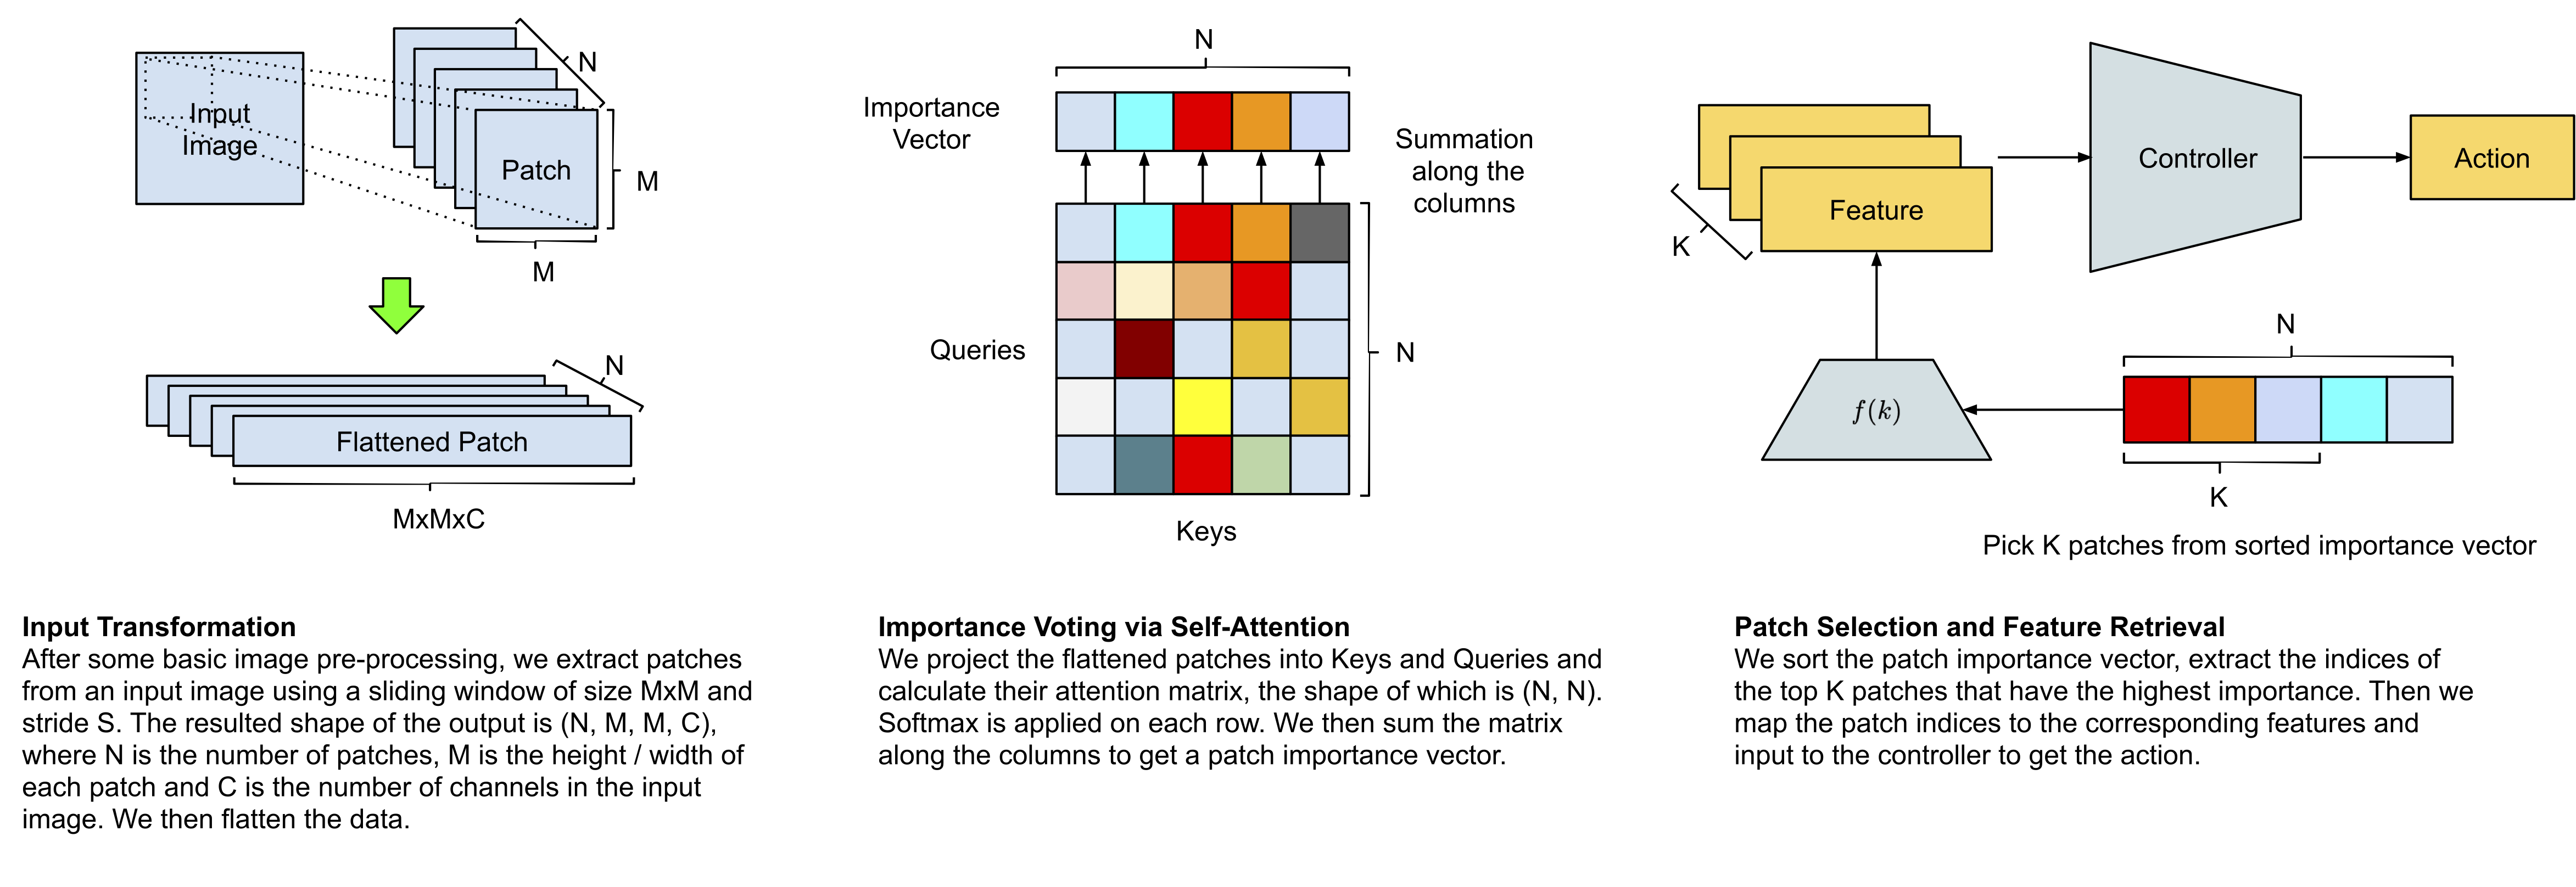 Input
Image
N
Patch
M
M
N
Flattened Patch
MxMxC
Input Transformation
After some basic image pre-processing, we extract patches
from an input image using a sliding window of size MxM and
stride S. The resulted shape of the output is (N, M, M, C),
where N is the number of patches, M is the height / width of
each patch and C is the number of channels in the input
image. We then flatten the data.
N
Importance
Vector
Summation
along the
columns
Queries
N
Keys
Importance Voting via Self-Attention
We project the flattened patches into Keys and Queries and
calculate their attention matrix, the shape of which is (N, N).
Softmax is applied on each row. We then sum the matrix
along the columns to get a patch importance vector.
Feature
K
Controller
Action
N
f(k)
K
Pick K patches from sorted importance vector
Patch Selection and Feature Retrieval
We sort the patch importance vector, extract the indices of
the top K patches that have the highest importance. Then we
map the patch indices to the corresponding features and
input to the controller to get the action.